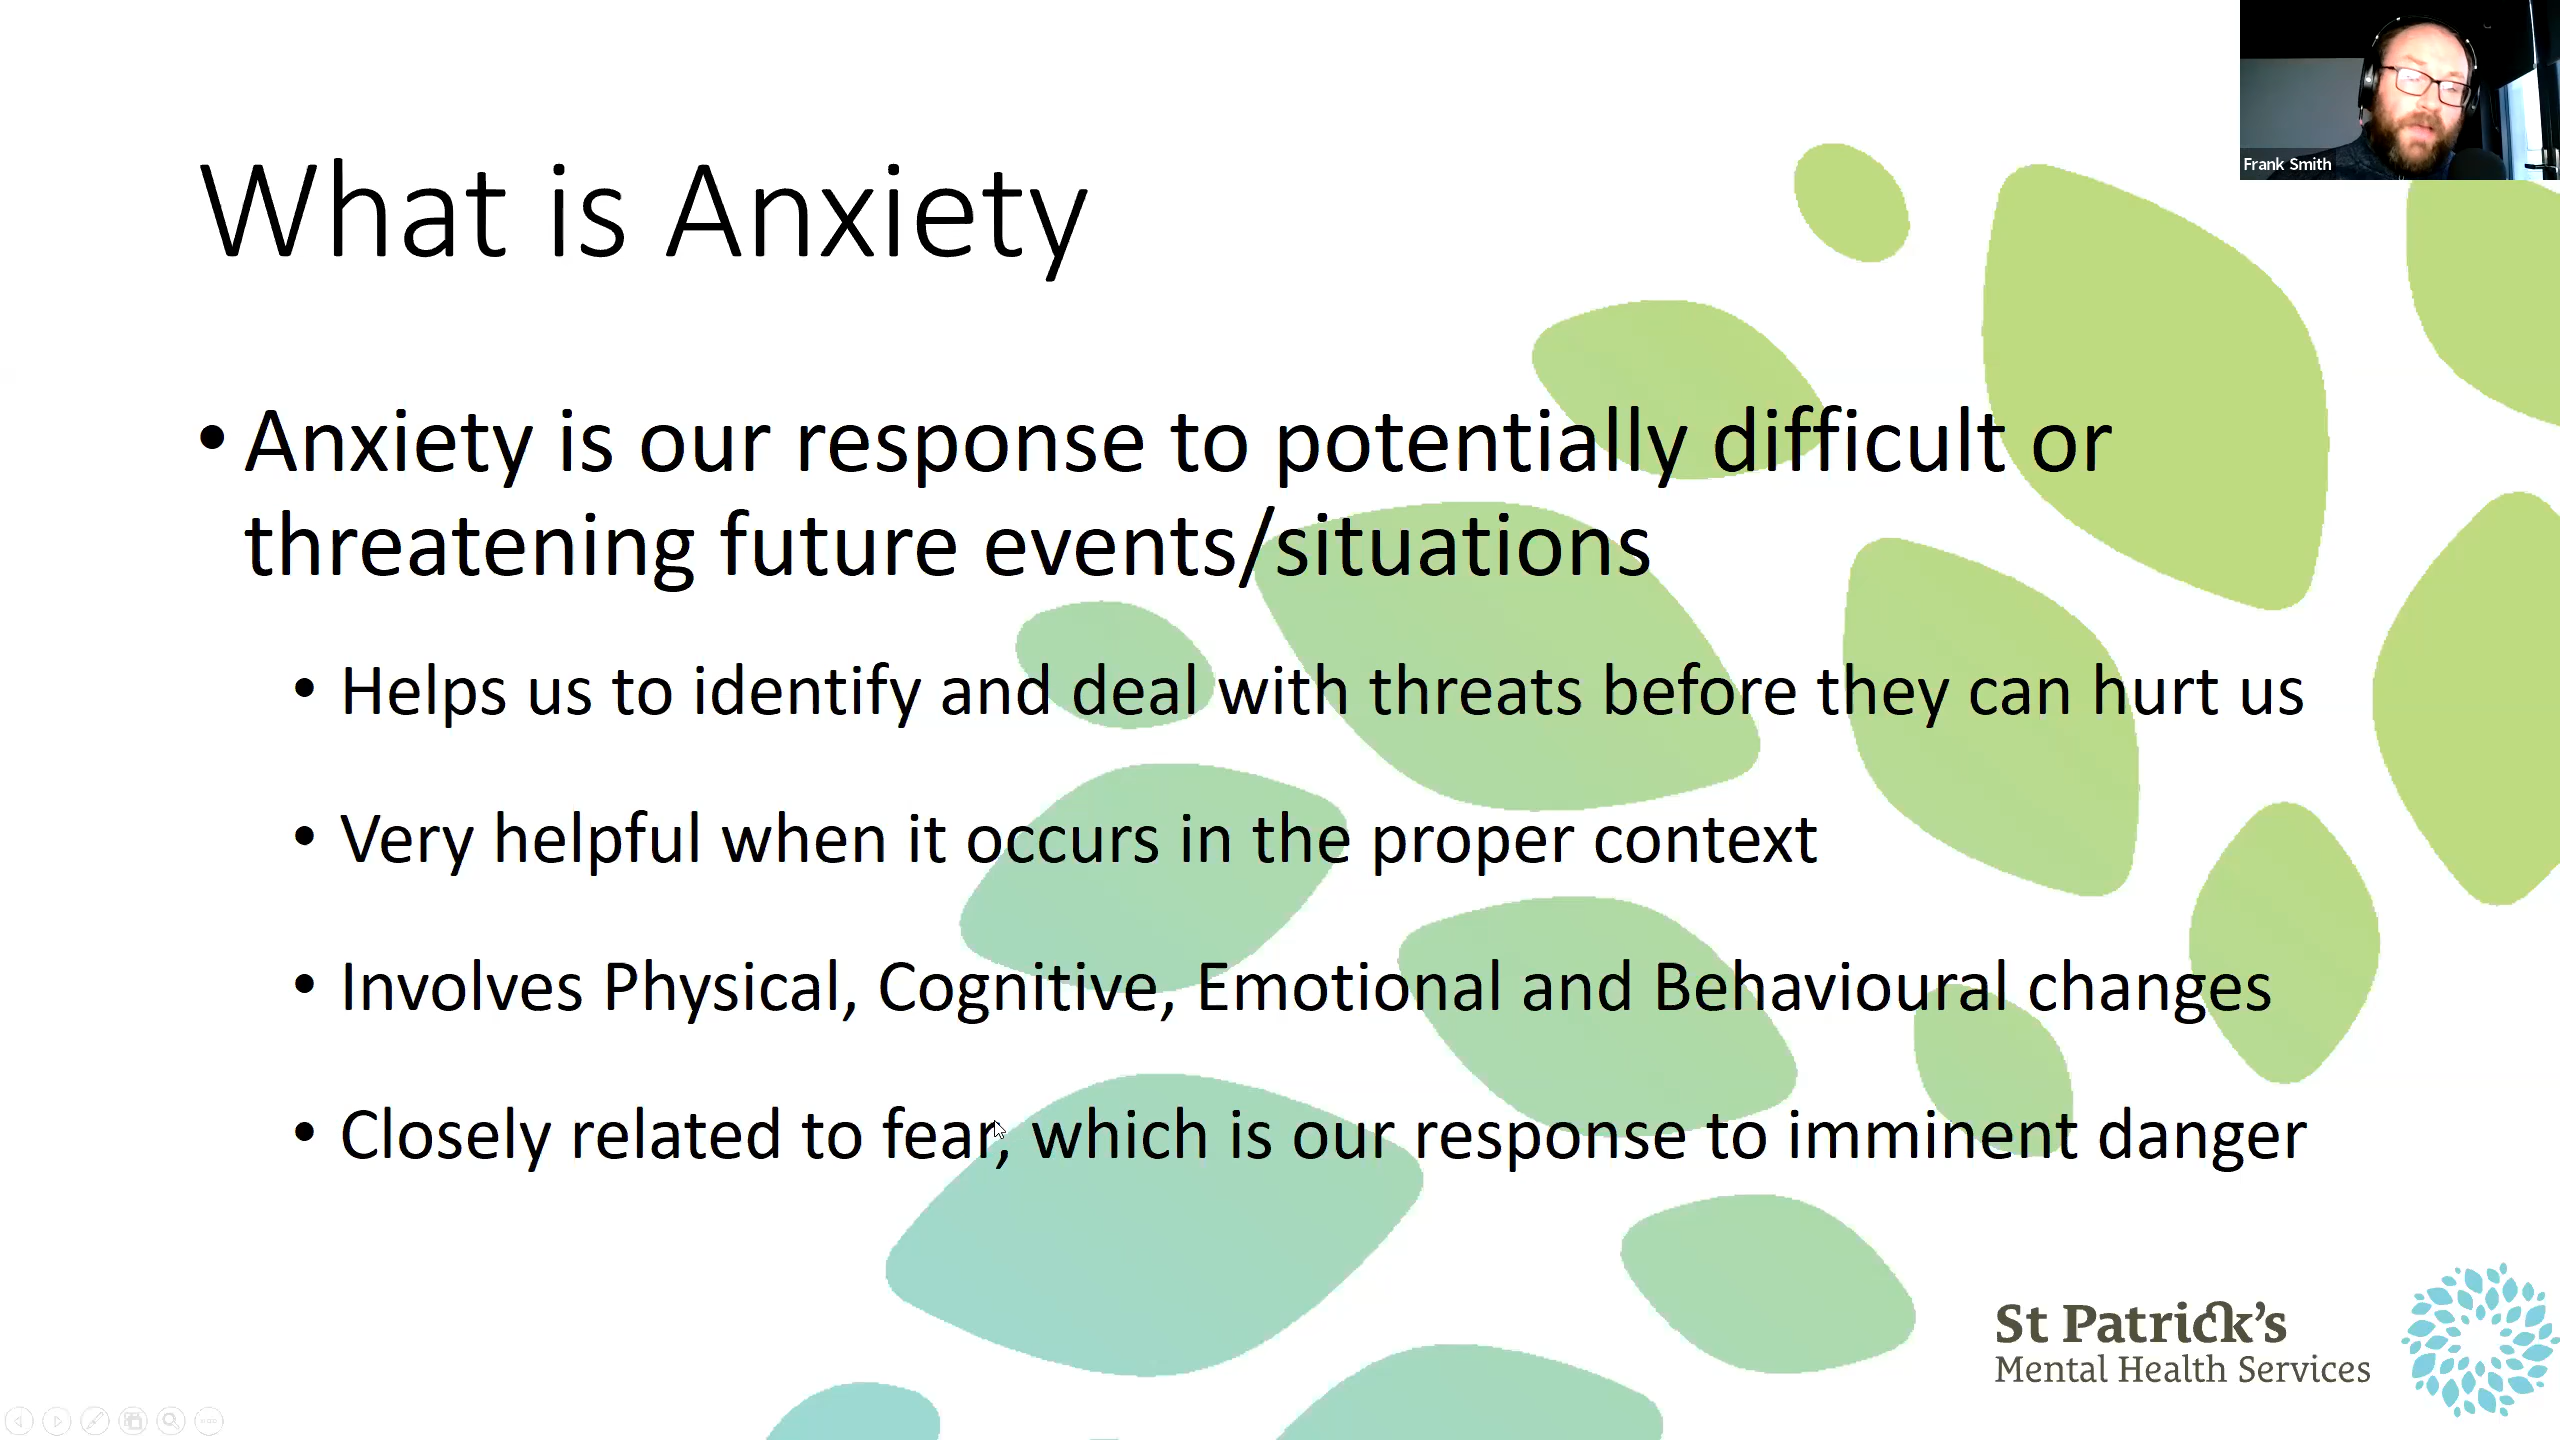 Frank Smith
What is Anxiety
• Anxiety is our response to potentially difficult or
threatening future events/situations
• Helps us to identify and deal with threats before they can hurt us
• Very helpful when it occurs in the proper context
• Involves Physical, Cognitive, Emotional and Behavioural changes
• Closely related to fear, which is our response to imminent danger
St Patrick's
Mental Health Services